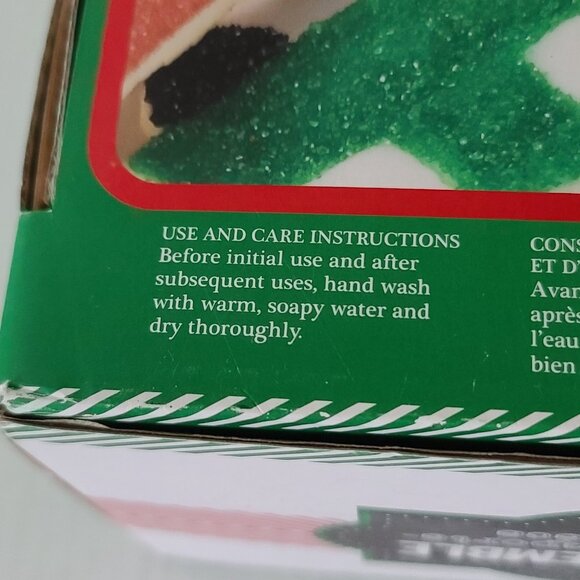 USE AND CARE INSTRUCTIONS
Before initial use and after
subsequent uses, hand wash
with warm, soapy water and
dry thoroughly.
CONS
ET D'
Avan
après
l'eau
bien